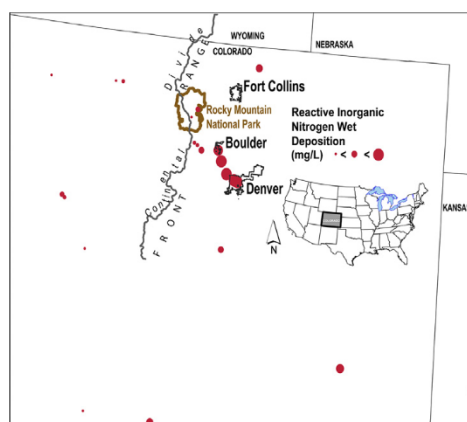 WYOMING
COLORADO
NEBRASKA
Divide
RANGE
Fort Collins
Rocky Mountain
National Park
Reactive Inorganic
Nitrogen Wet
Deposition
(mg/L) • < • < •
Boulder
Denver
KANSA
Continental
FRONT
N